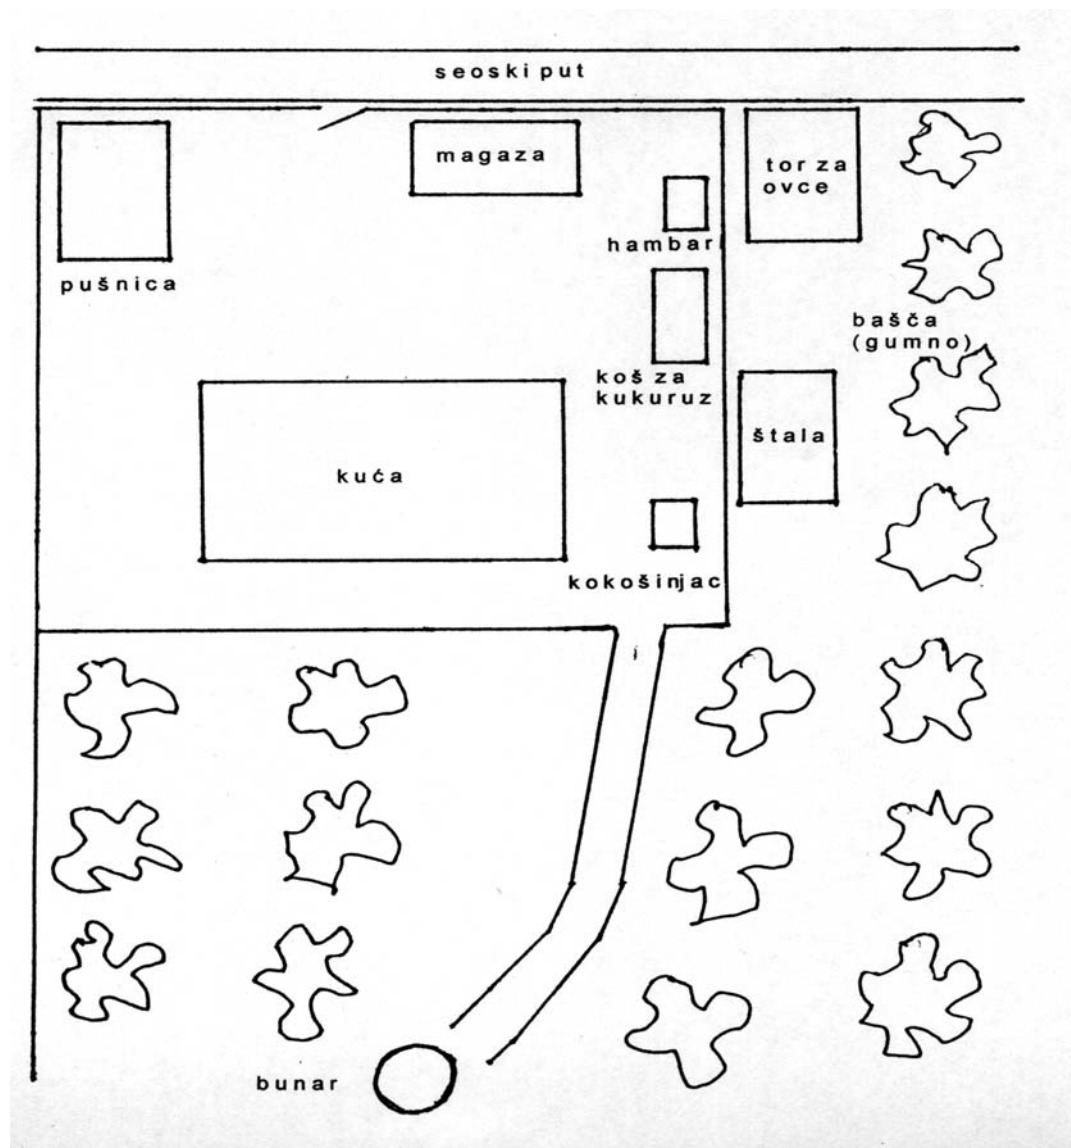 seoski put
magaza
tor za
ovce
hambar
pušnica
bašča
(gumno)
koš za
kukuruz
štala
kuća
kokošinjac
bunar